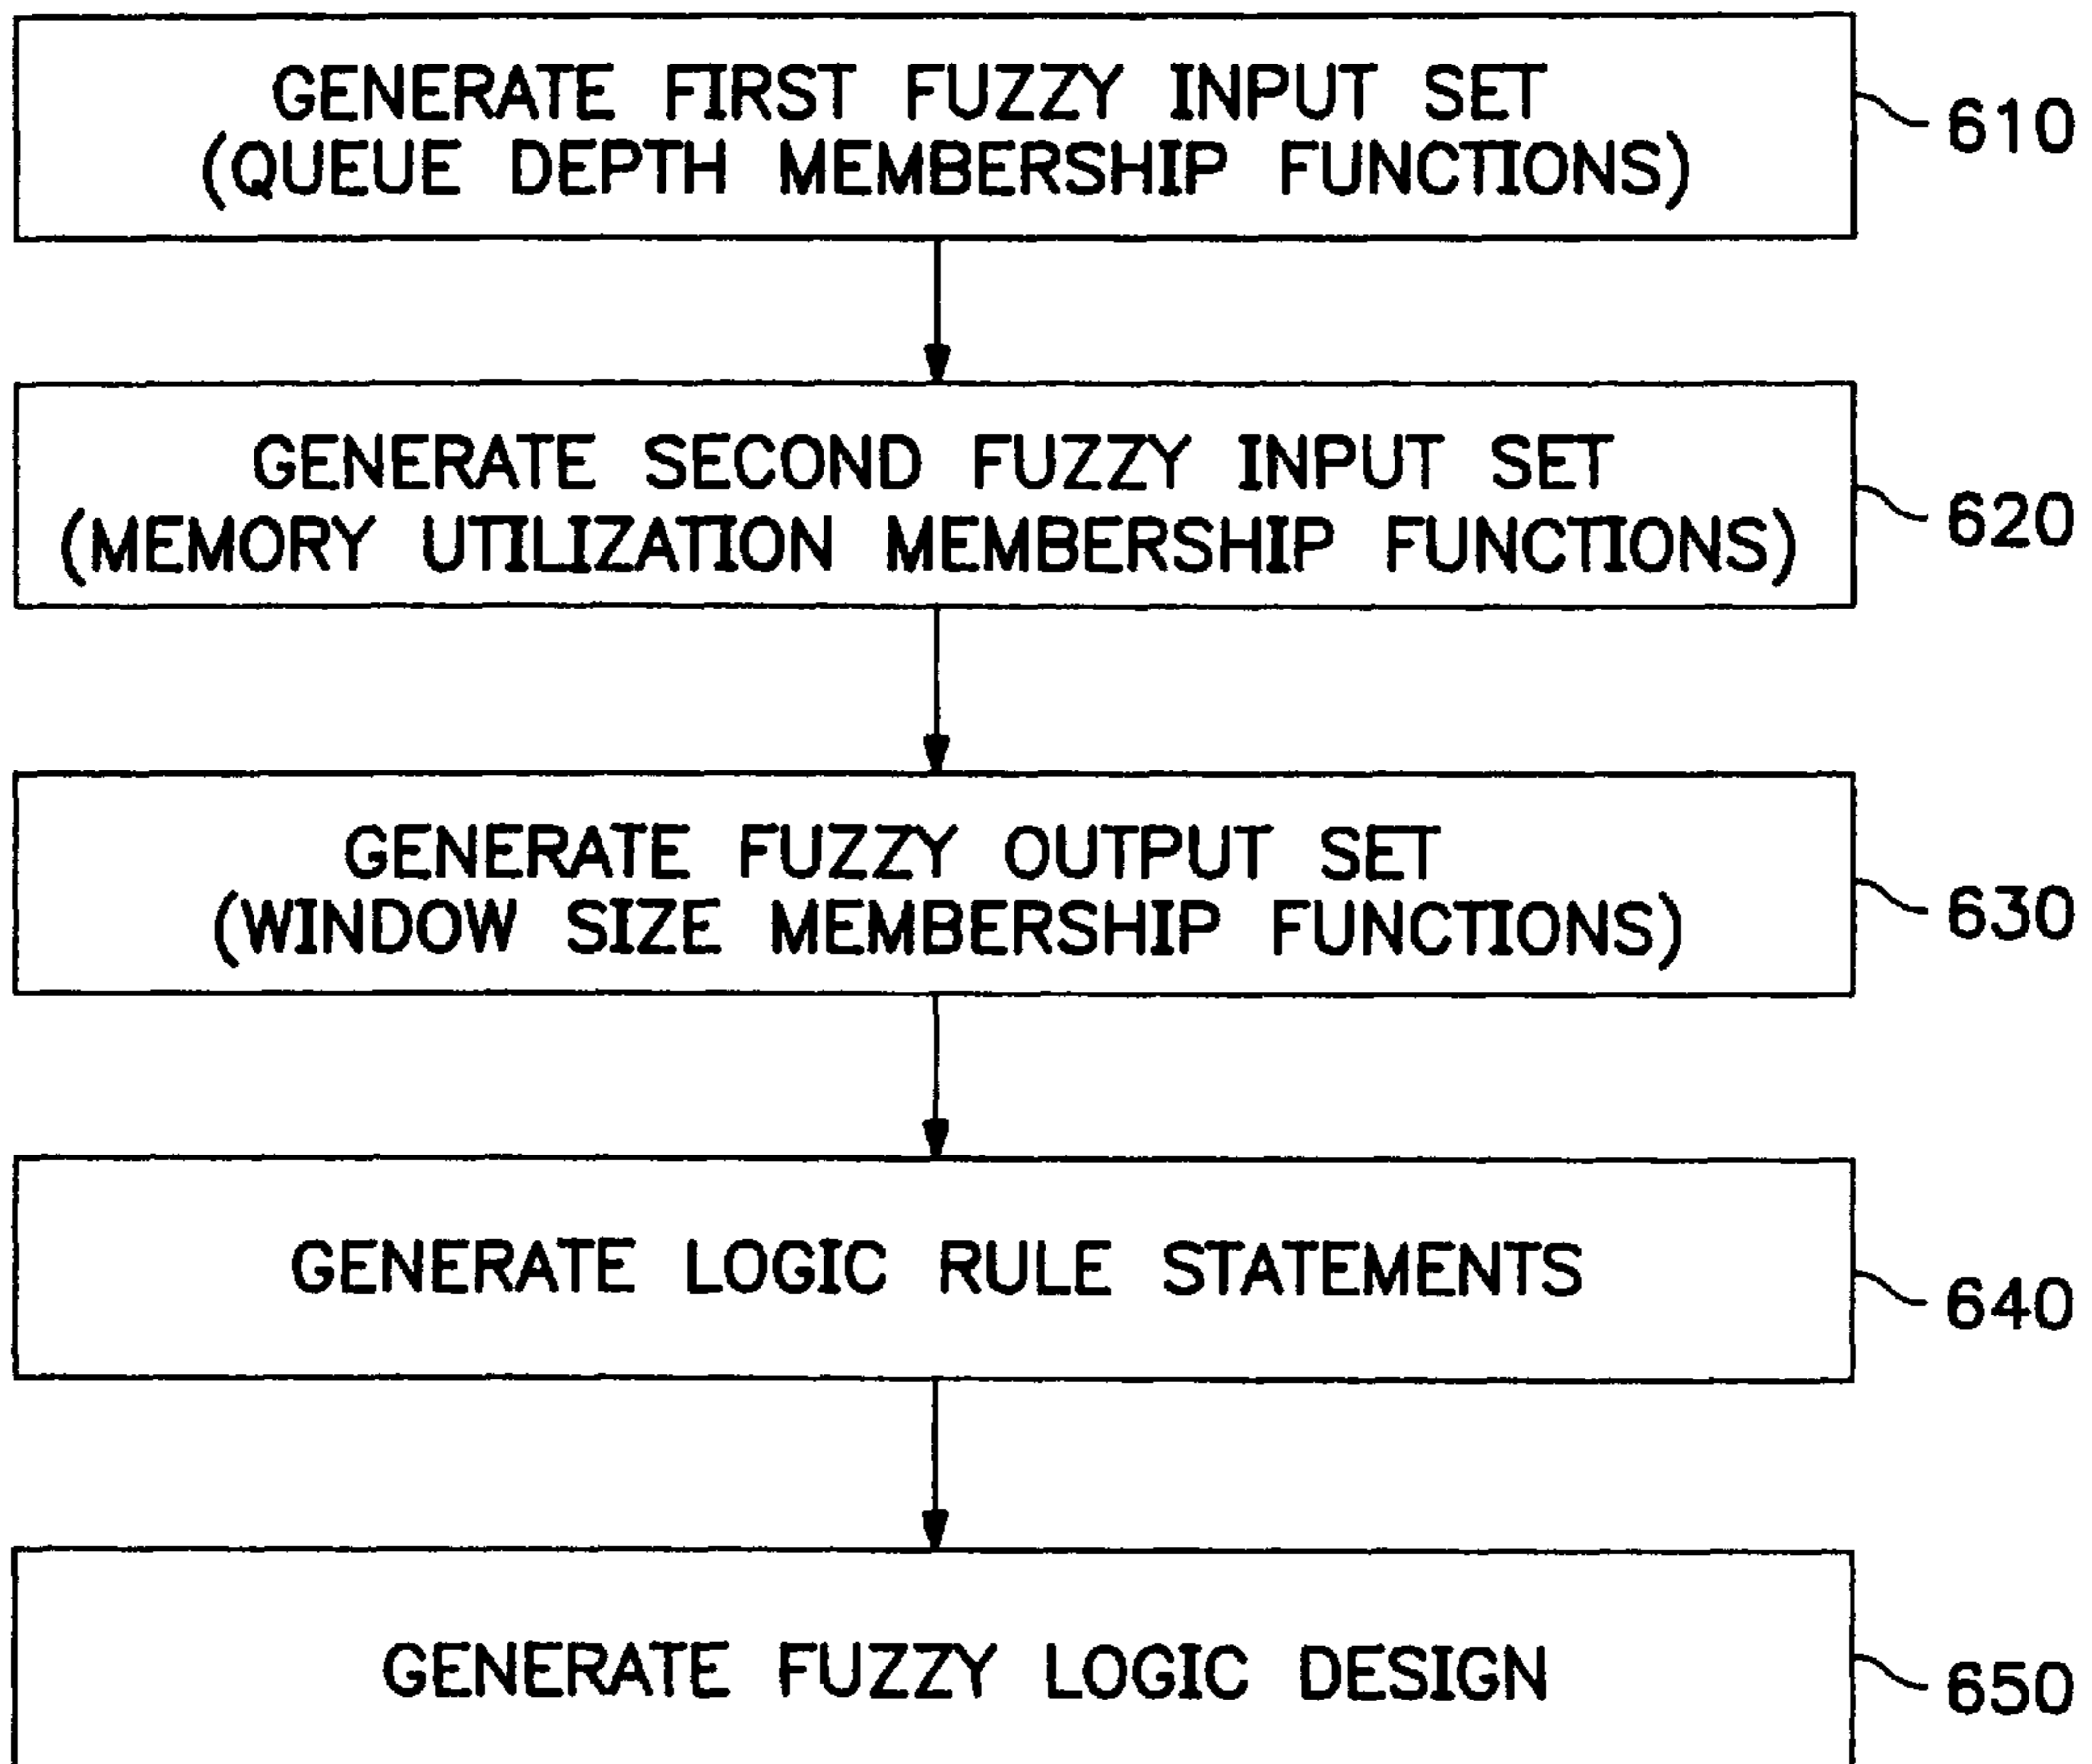 GENERATE FIRST FUZZY INPUT SET
(QUEUE DEPTH MEMBERSHIP FUNCTIONS)
610
GENERATE SECOND FUZZY INPUT SET
(MEMORY UTILIZATION MEMBERSHIP FUNCTIONS)
620
GENERATE FUZZY OUTPUT SET
(WINDOW SIZE MEMBERSHIP FUNCTIONS)
630
GENERATE LOGIC RULE STATEMENTS
640
GENERATE FUZZY LOGIC DESIGN
650